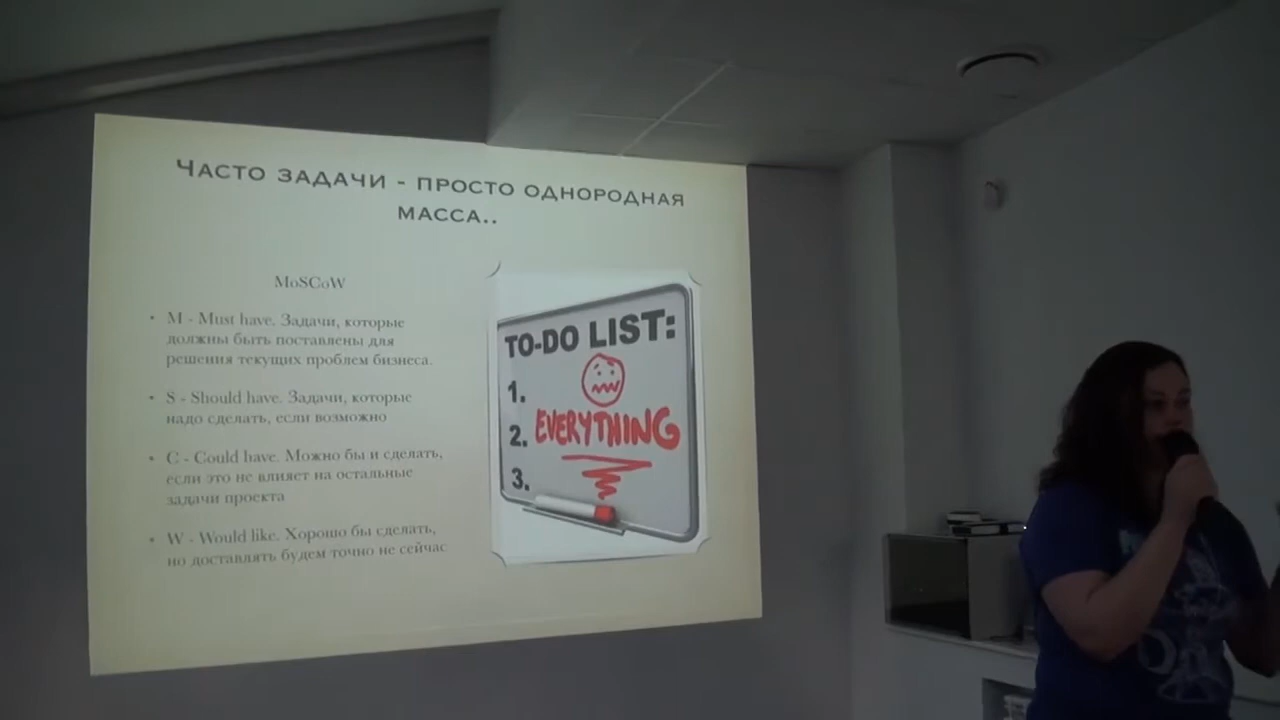 Часто задачи - просто однородная
масса..
MoSCoW
• M - Must have. Задачи, которые
должны быть поставлены для
решения текущих проблем бизнеса.
• S - Should have. Задачи, которые
надо сделать, если возможно
• C - Could have. Можно бы и сделать,
если это не влияет на остальные
задачи проекта
• W - Would like. Хорошо бы сделать,
но доставлять будем точно не сейчас
TO-DO LIST:
1.
2. EVERYTHING
3.